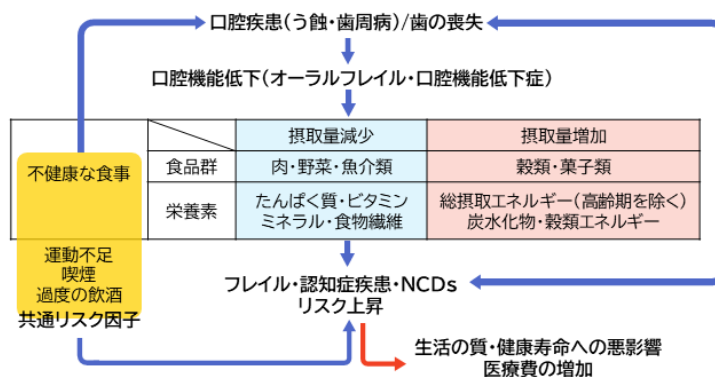 口腔疾患(う蝕・歯周病)/歯の喪失
口腔機能低下(オーラルフレイル・口腔機能低下症)
摂取量減少
摂取量増加
不健康な食事
食品群
肉・野菜・魚介類
穀類・菓子類
栄養素
たんぱく質・ビタミン
ミネラル・食物繊維
総摂取エネルギー(高齢期を除く)
炭水化物・穀類エネルギー
運動不足
喫煙
過度の飲酒
共通リスク因子
フレイル・認知症疾患・NCDs
リスク上昇
生活の質・健康寿命への悪影響
医療費の増加